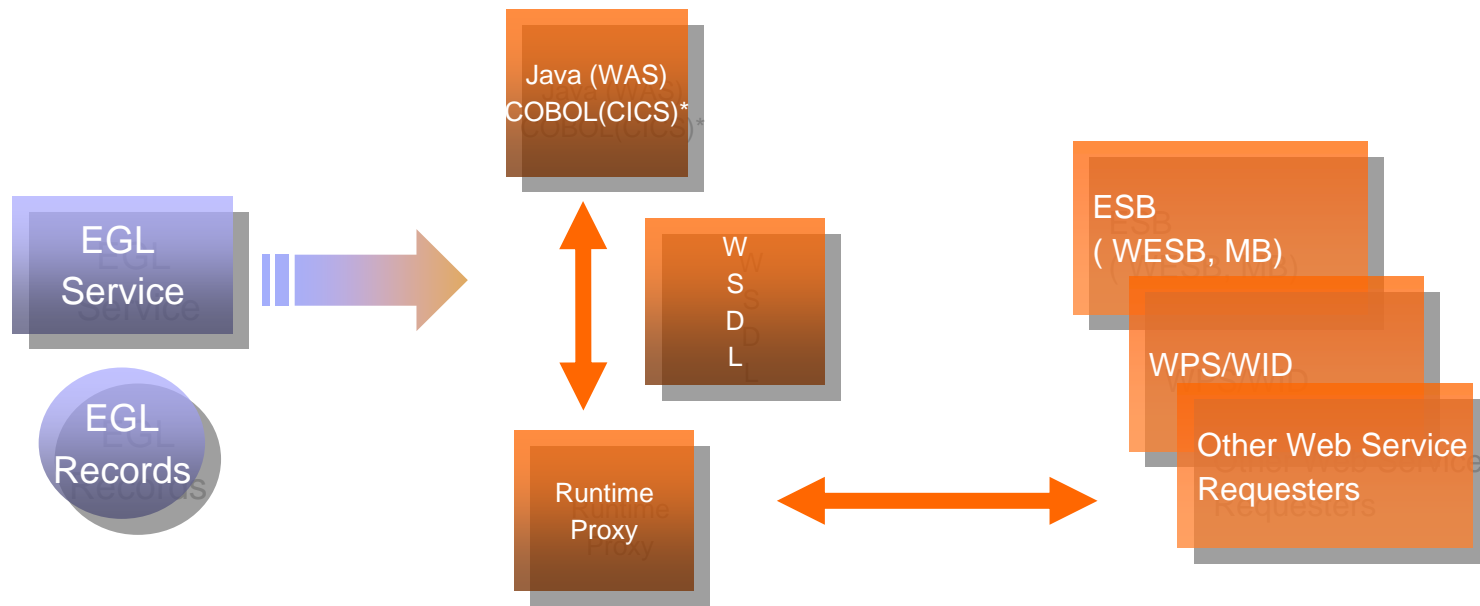 EGL
Service
EGL
Records
Java (WAS)
COBOL(CICS)*
W
S
D
L
Runtime
Proxy
ESB
( WESB, MB)
WPS/WID
Other Web Service
Requesters